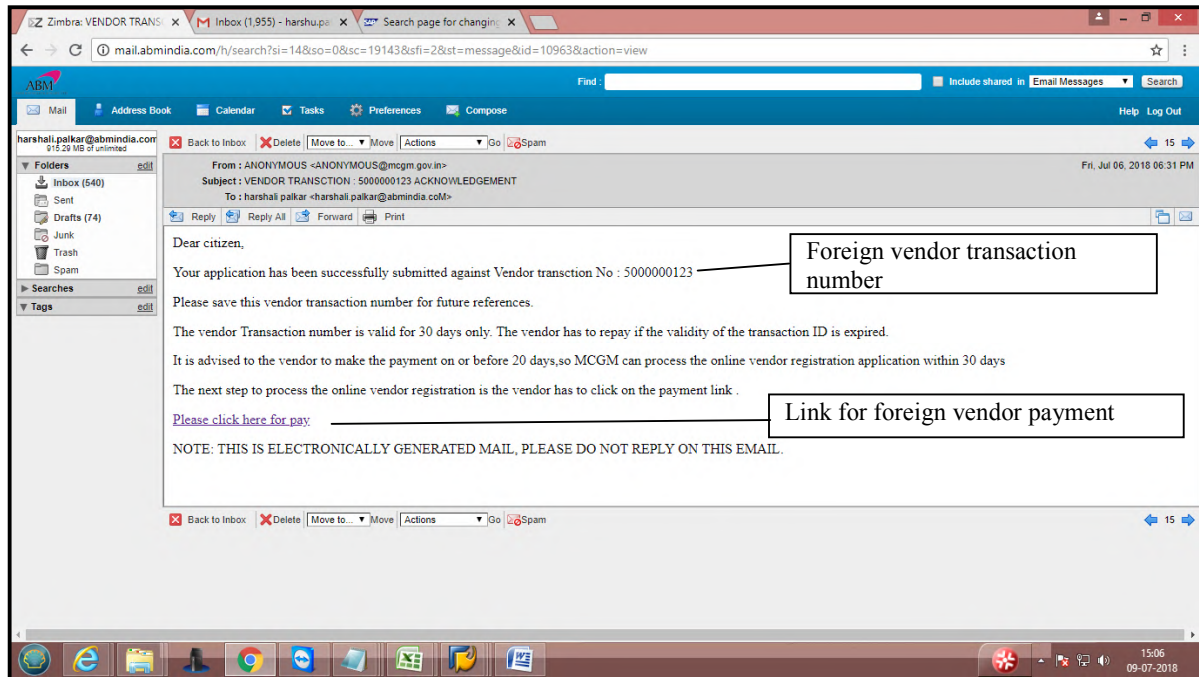 Zimbra: VENDOR TRANS
Inbox (1,955) - harshu.pa
Search page for changing
mail.abmindia.com/h/search?si=14&so=0&sc=19143&sfi=2&st=message&id=10963&action=view
ABM
Find :
Include shared in Email Messages Search
Mail Address Book Calendar Tasks Preferences Compose
Help Log Out
harshali.palkar@abmindia.com
915.29 MB of unlimited
Back to Inbox Delete Move to... Move Actions Go Spam
15
Folders edit
Inbox (540)
Sent
Drafts (74)
Junk
Trash
Spam
Searches edit
Tags edit
From : ANONYMOUS <ANONYMOUS@mcgm.gov.in>
Fri, Jul 06, 2018 06:31 PM
Subject : VENDOR TRANSCTION : 5000000123 ACKNOWLEDGEMENT
To : harshali palkar <harshali.palkar@abmindia.coM>
Reply Reply All Forward Print
Dear citizen,
Your application has been successfully submitted against Vendor transction No : 5000000123
Foreign vendor transaction
number
Please save this vendor transaction number for future references.
The vendor Transaction number is valid for 30 days only. The vendor has to repay if the validity of the transaction ID is expired.
It is advised to the vendor to make the payment on or before 20 days,so MCGM can process the online vendor registration application within 30 days
The next step to process the online vendor registration is the vendor has to click on the payment link .
Please click here for pay
Link for foreign vendor payment
NOTE: THIS IS ELECTRONICALLY GENERATED MAIL, PLEASE DO NOT REPLY ON THIS EMAIL.
Back to Inbox Delete Move to... Move Actions Go Spam
15
15:06
09-07-2018